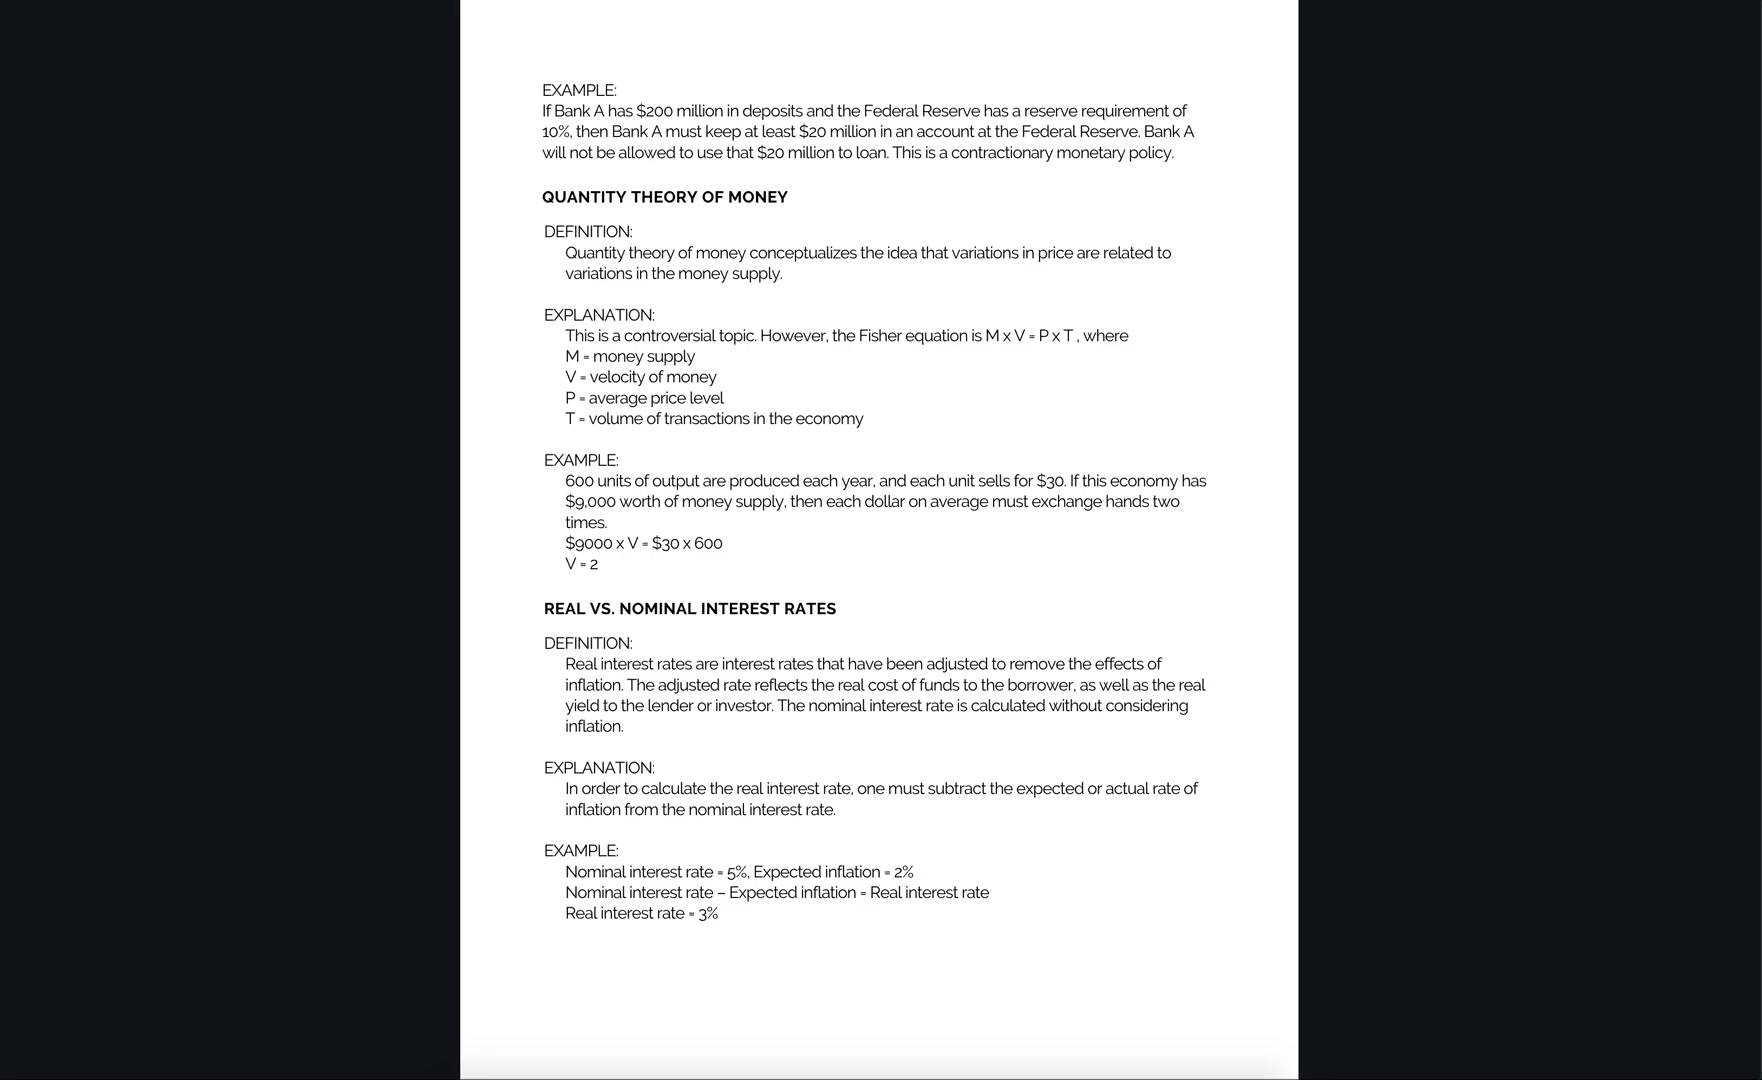 EXAMPLE:
If Bank A has $200 million in deposits and the Federal Reserve has a reserve requirement of
10%, then Bank A must keep at least $20 million in an account at the Federal Reserve. Bank A
will not be allowed to use that $20 million to loan. This is a contractionary monetary policy.
QUANTITY THEORY OF MONEY
DEFINITION:
Quantity theory of money conceptualizes the idea that variations in price are related to
variations in the money supply.
EXPLANATION:
This is a controversial topic. However, the Fisher equation is M x V = P x T , where
M = money supply
V = velocity of money
P = average price level
T = volume of transactions in the economy
EXAMPLE:
600 units of output are produced each year, and each unit sells for $30. If this economy has
$9,000 worth of money supply, then each dollar on average must exchange hands two
times.
$9000 x V = $30 x 600
V = 2
REAL VS. NOMINAL INTEREST RATES
DEFINITION:
Real interest rates are interest rates that have been adjusted to remove the effects of
inflation. The adjusted rate reflects the real cost of funds to the borrower, as well as the real
yield to the lender or investor. The nominal interest rate is calculated without considering
inflation.
EXPLANATION:
In order to calculate the real interest rate, one must subtract the expected or actual rate of
inflation from the nominal interest rate.
EXAMPLE:
Nominal interest rate = 5%, Expected inflation = 2%
Nominal interest rate – Expected inflation = Real interest rate
Real interest rate = 3%